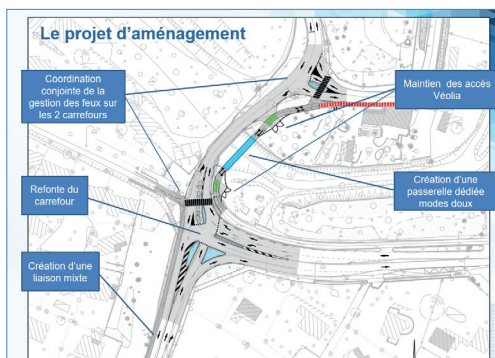 Le projet d'aménagement
Coordination
conjointe de la
gestion des feux sur
les 2 carrefours
Maintien des accès
Véolia
Refonte du
carrefour
Création d'une
passerelle dédiée
modes doux
Création d'une
liaison mixte